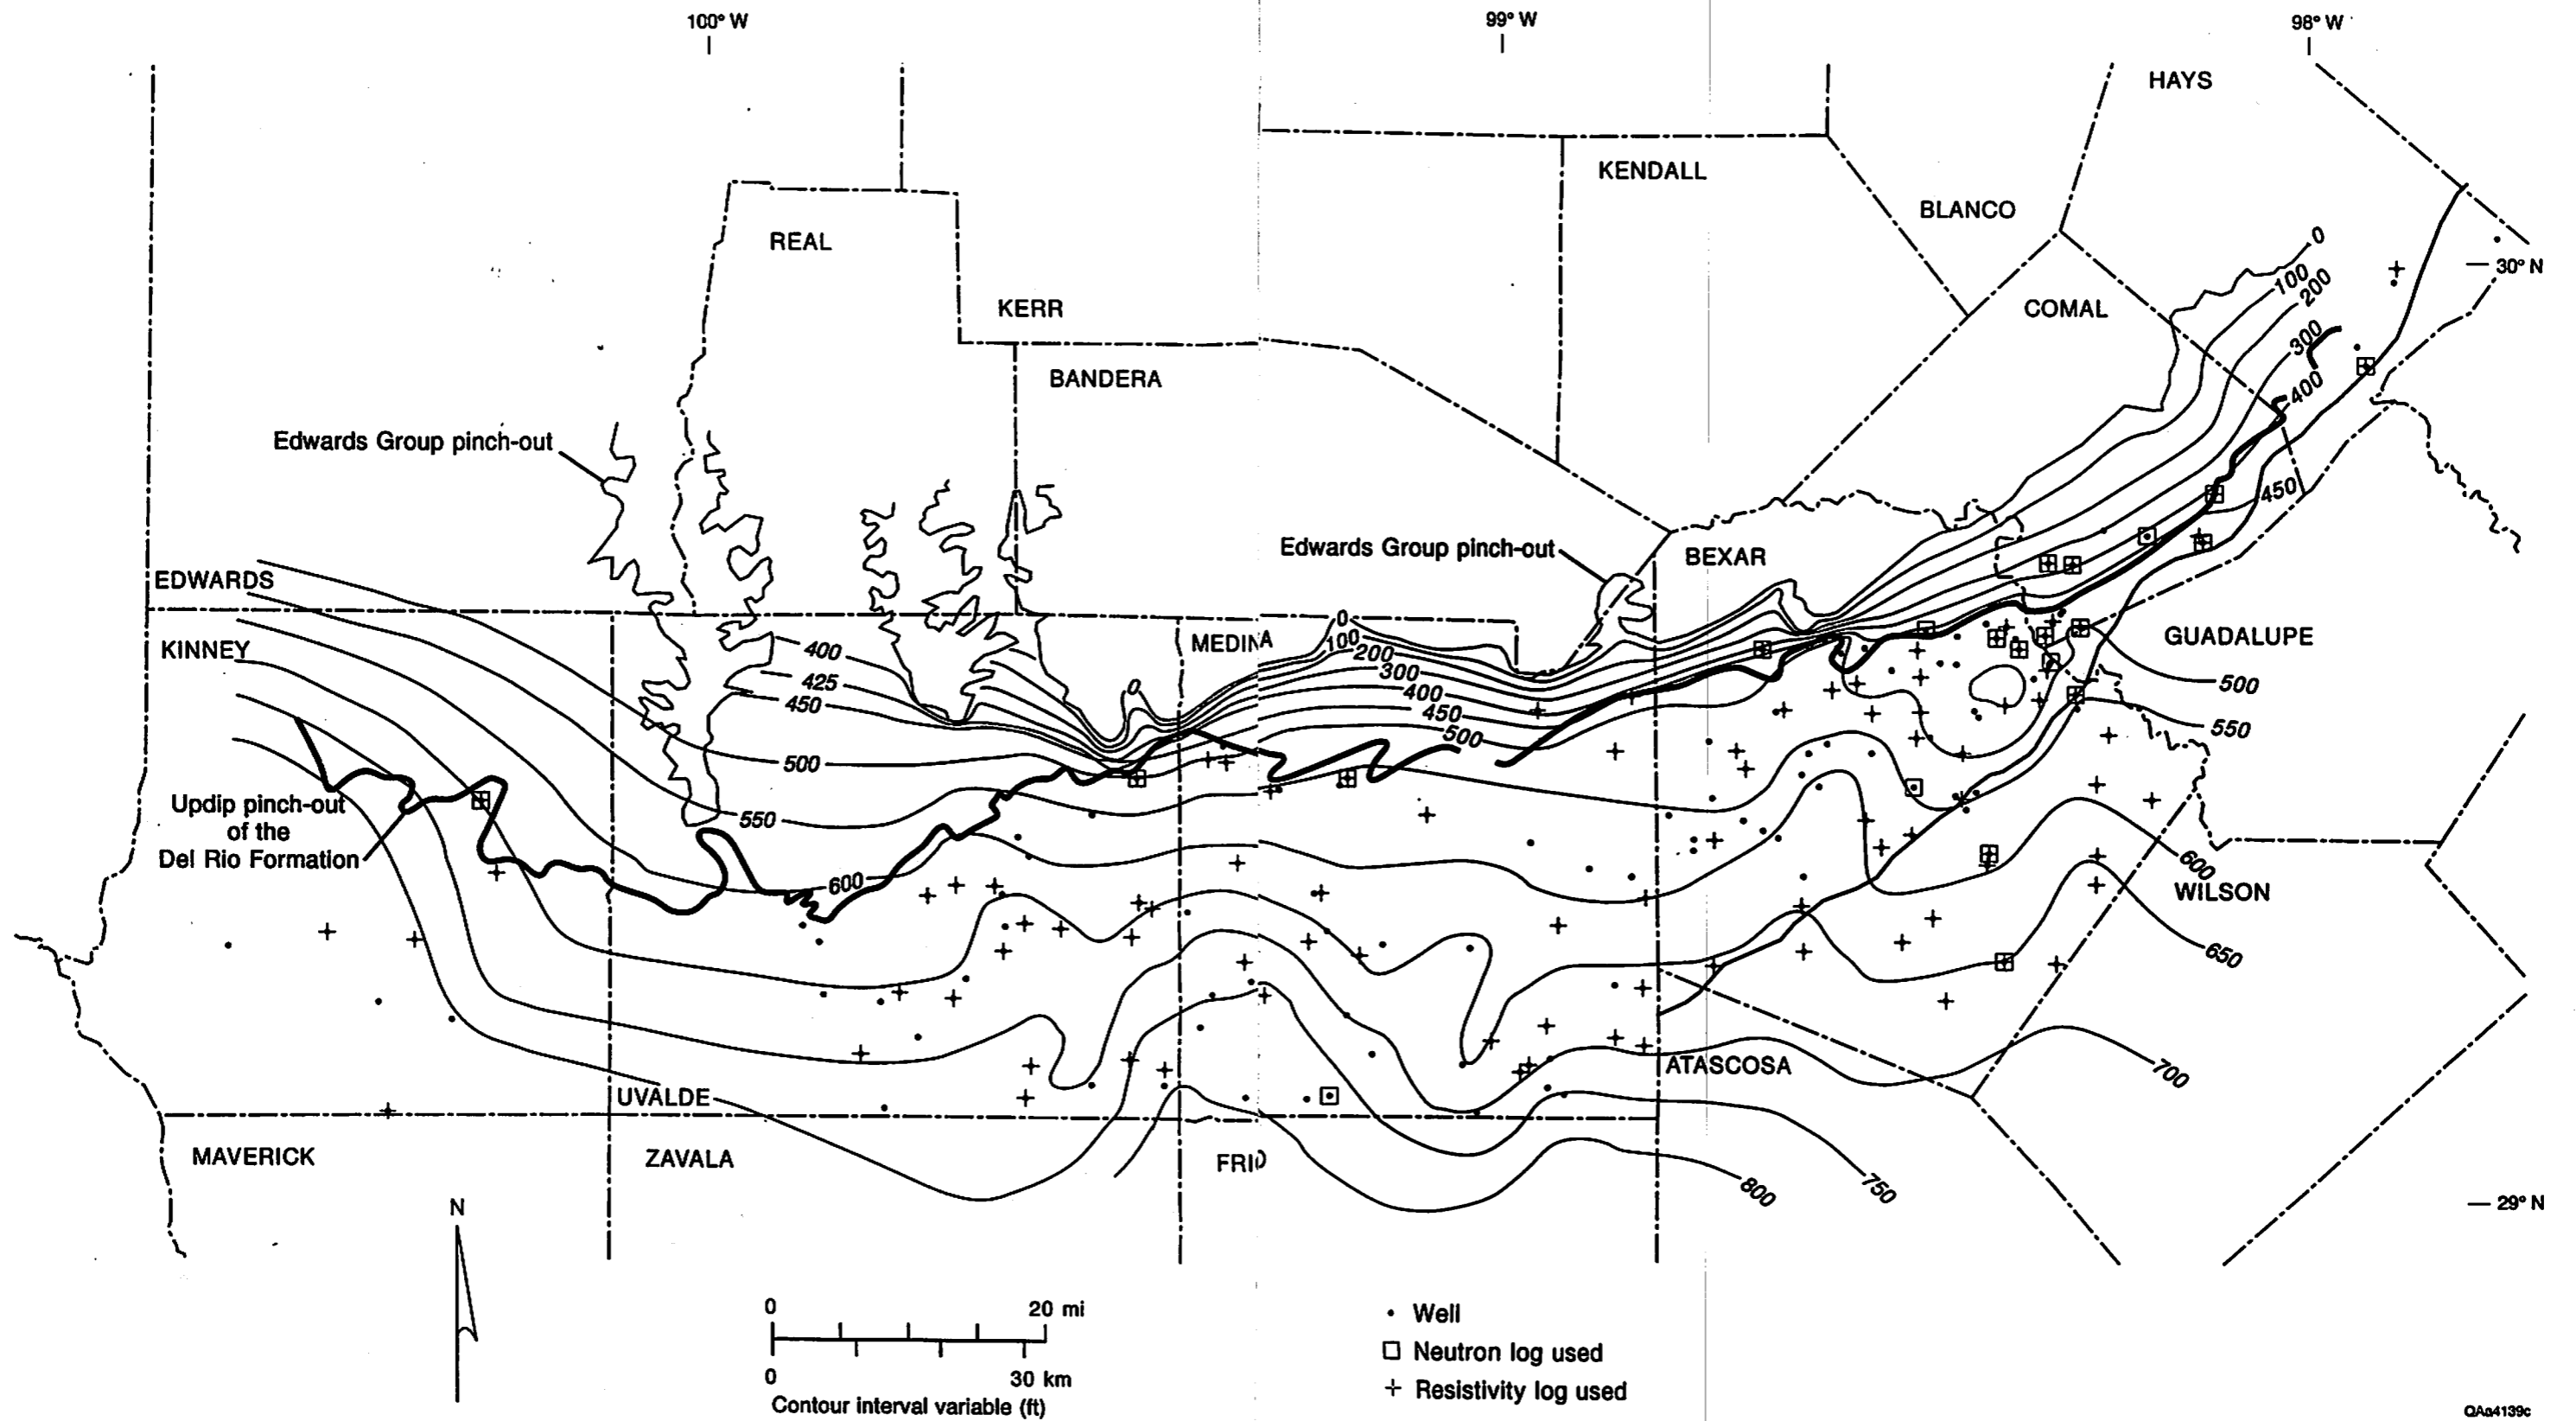 100° W
99° W
98° W
HAYS
KENDALL
BLANCO
REAL
0
30° N
100
200
KERR
COMAL
300
BANDERA
400
Edwards Group pinch-out
450
Edwards Group pinch-out
BEXAR
EDWARDS
0
MEDINA
GUADALUPE
KINNEY
400
100
200
300
425
0
400
500
450
450
550
500
500
Updip pinch-out
of the
Del Rio Formation
550
600
600
WILSON
650
ATASCOSA
700
UVALDE
MAVERICK
ZAVALA
FRIO
800
750
N
29° N
0
20 mi
0
30 km
Contour interval variable (ft)
Well
Neutron log used
Resistivity log used
QAa4139c